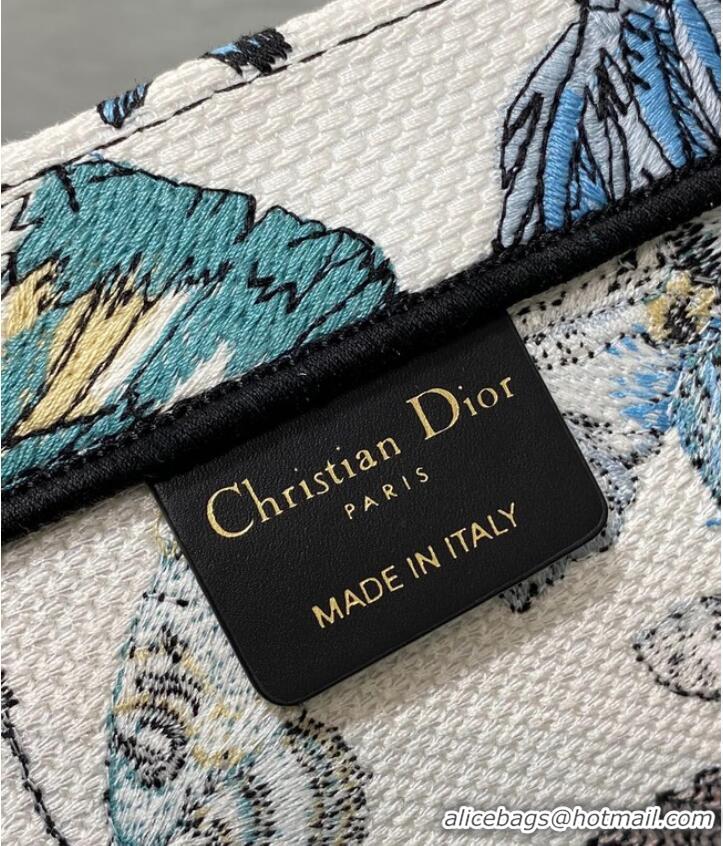 Christian Dior
PARIS
MADE IN ITALY
alicebags@hotmail.com